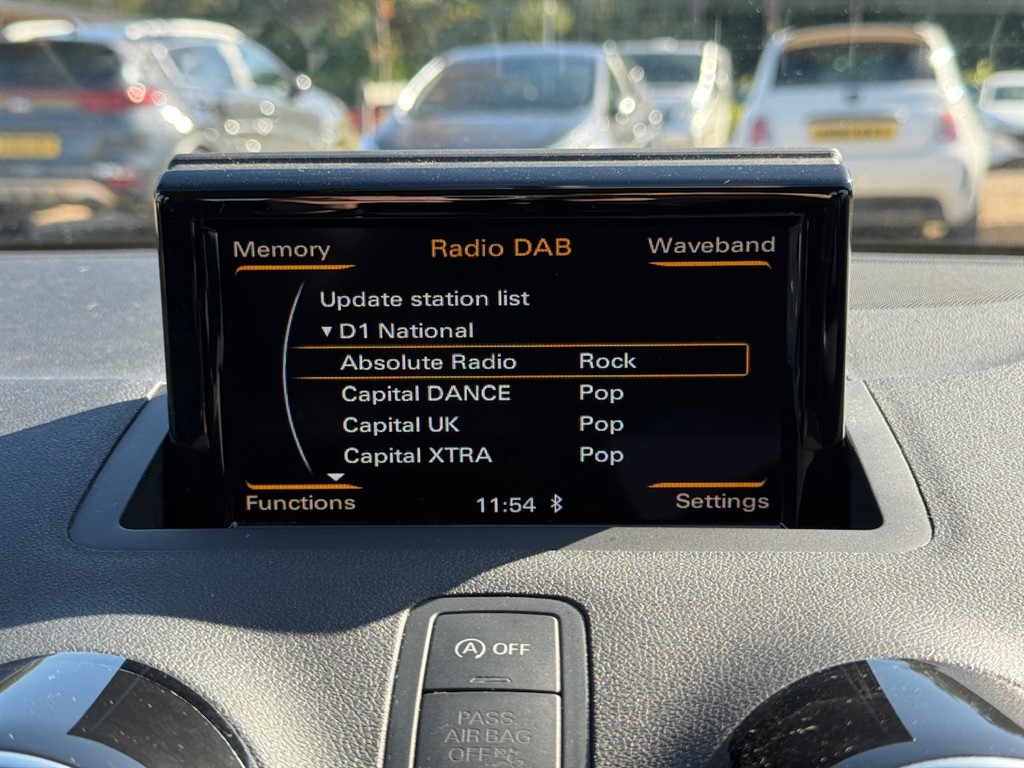 Memory Radio DAB Waveband
Update station list
▼ D1 National
Absolute Radio Rock
Capital DANCE Pop
Capital UK Pop
Capital XTRA Pop
Functions 11:54 Settings
A OFF
PASS.
AIR BAG
OFF